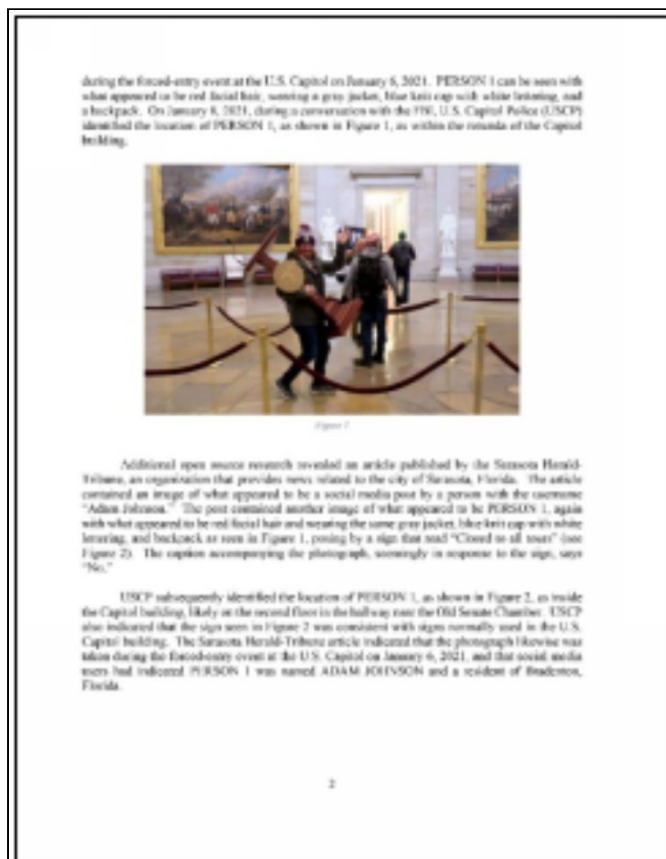 during the forced-entry event at the U.S. Capitol on January 6, 2021. PERSON 1 can be seen with
what appeared to be red facial hair, wearing a gray jacket, blue knit cap with white lettering, and
a backpack. On January 8, 2021, during a conversation with the FBI, U.S. Capitol Police (USCP)
identified the location of PERSON 1, as shown in Figure 1, as within the rotunda of the Capitol
building.
Figure 1
Additional open source research revealed an article published by the Sarasota Herald-
Tribune, an organization that provides news related to the city of Sarasota, Florida. The article
contained an image of what appeared to be a social media post by a person with the username
"Adam Johnson." The post contained another image of what appeared to be PERSON 1, again
with what appeared to be red facial hair and wearing the same gray jacket, blue knit cap with white
lettering, and backpack as seen in Figure 1, posing by a sign that read "Closed to all tours" (see
Figure 2). The caption accompanying the photograph, seemingly in response to the sign, says
"No."
USCP subsequently identified the location of PERSON 1, as shown in Figure 2, as inside
the Capitol building, likely on the second floor in the hallway near the Old Senate Chamber. USCP
also indicated that the sign seen in Figure 2 was consistent with signs normally used in the U.S.
Capitol building. The Sarasota Herald-Tribune article indicated that the photograph likewise was
taken during the forced-entry event at the U.S. Capitol on January 6, 2021, and that social media
users had indicated PERSON 1 was named ADAM JOHNSON and a resident of Bradenton,
Florida.
2